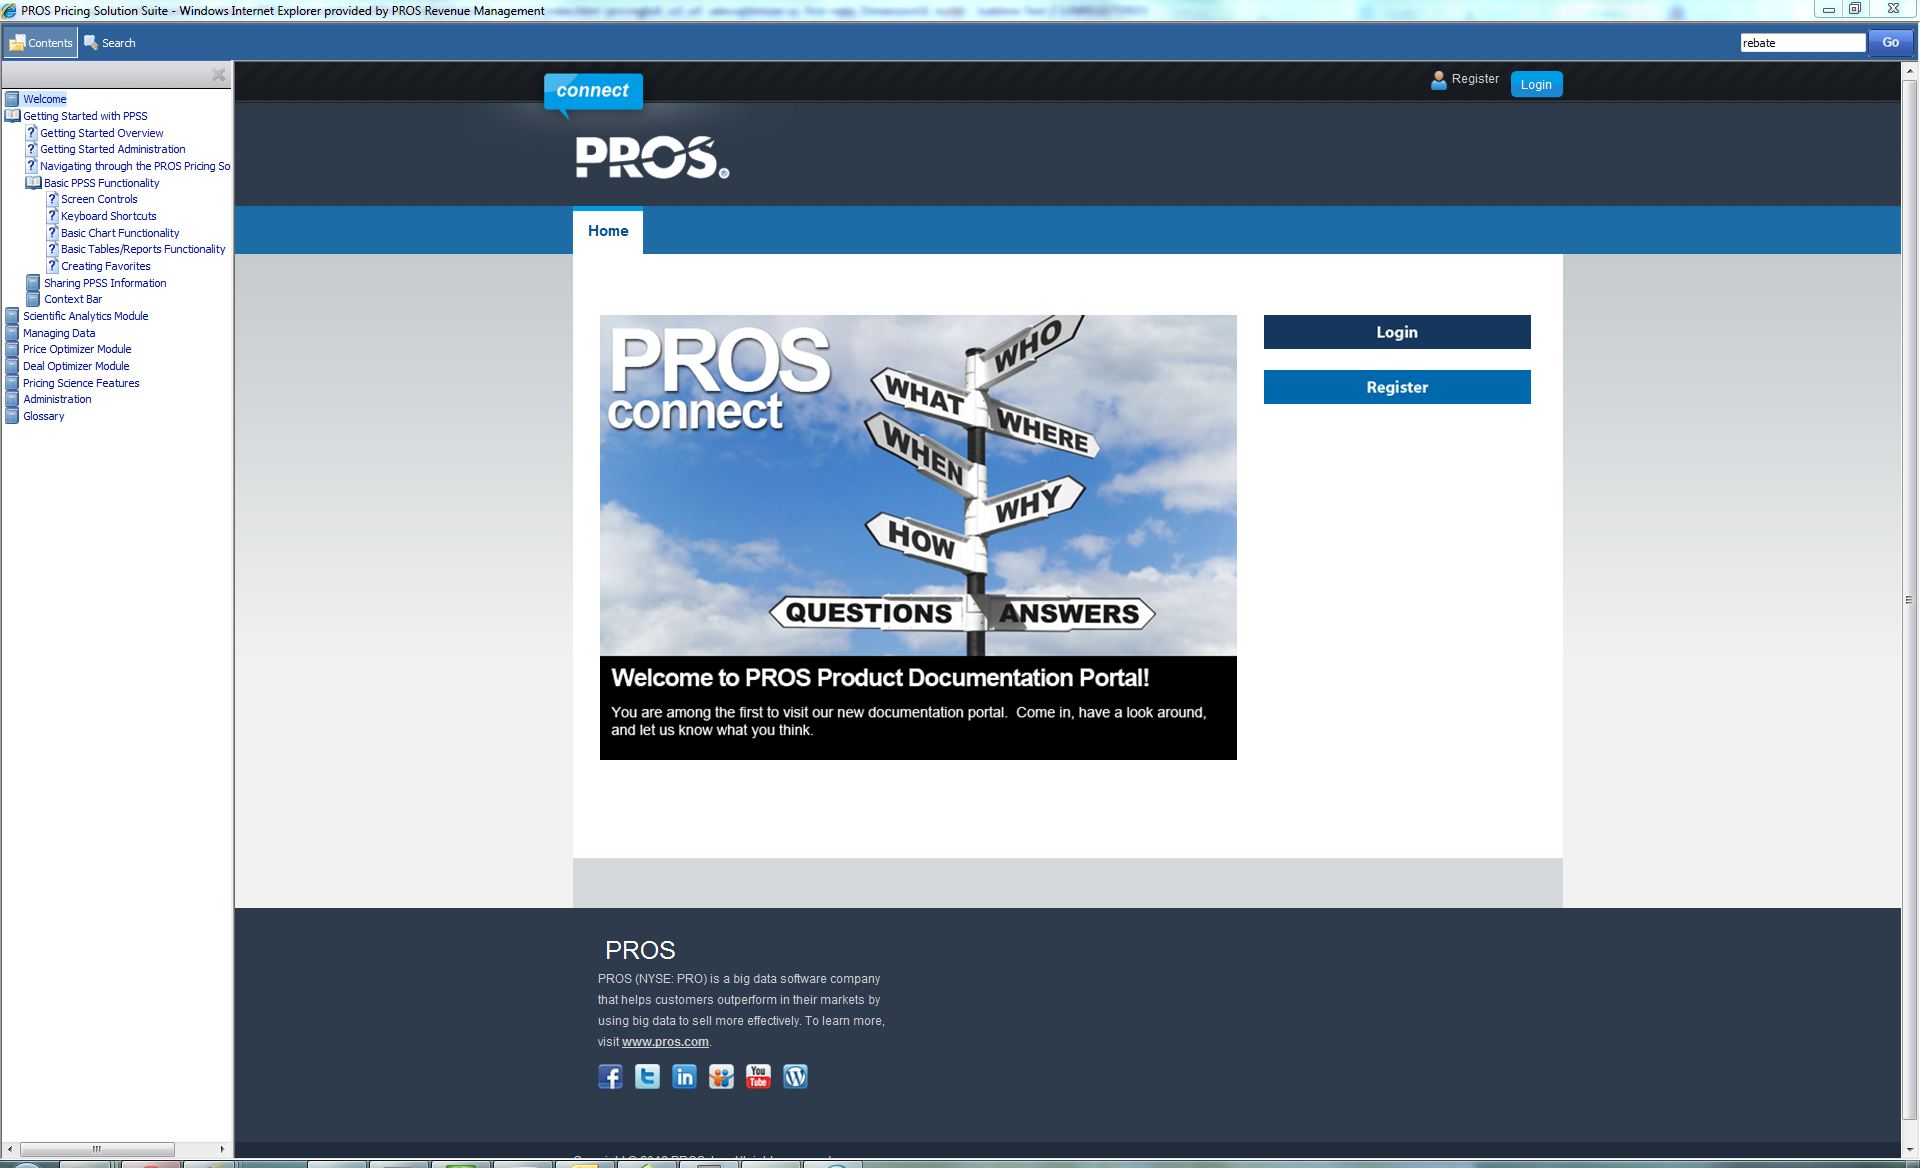 PROS Pricing Solution Suite - Windows Internet Explorer provided by PROS Revenue Management
Contents
Search
rebate
Go
Welcome
Getting Started with PPSS
Getting Started Overview
Getting Started Administration
Navigating through the PROS Pricing So
Basic PPSS Functionality
Screen Controls
Keyboard Shortcuts
Basic Chart Functionality
Basic Tables/Reports Functionality
Creating Favorites
Sharing PPSS Information
Context Bar
Scientific Analytics Module
Managing Data
Price Optimizer Module
Deal Optimizer Module
Pricing Science Features
Administration
Glossary
connect
Register
Login
PROS®
Home
PROS
connect
WHO
WHAT
WHERE
WHEN
WHY
HOW
QUESTIONS ANSWERS
Welcome to PROS Product Documentation Portal!
You are among the first to visit our new documentation portal. Come in, have a look around,
and let us know what you think.
Login
Register
PROS
PROS (NYSE: PRO) is a big data software company
that helps customers outperform in their markets by
using big data to sell more effectively. To learn more,
visit www.pros.com.
You
Tube